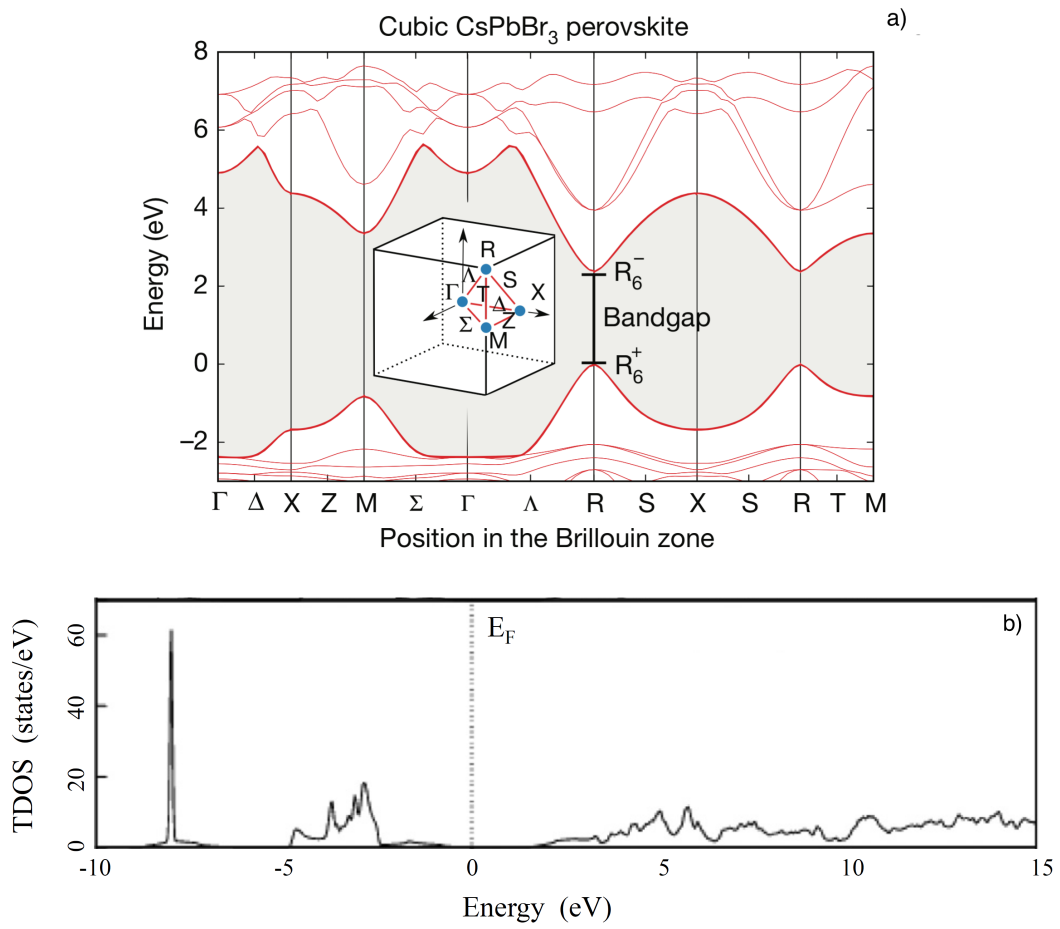 Cubic CsPbBr₃ perovskite
a)
8
6
4
2
0
−2
Energy (eV)
R
Λ
S
Γ
T
Δ
X
Σ
Z
M
R₆⁻
Bandgap
R₆⁺
Γ Δ X Z M Σ Γ Λ R S X S R T M
Position in the Brillouin zone
E_F
b)
60
40
20
0
TDOS (states/eV)
-10 -5 0 5 10 15
Energy (eV)